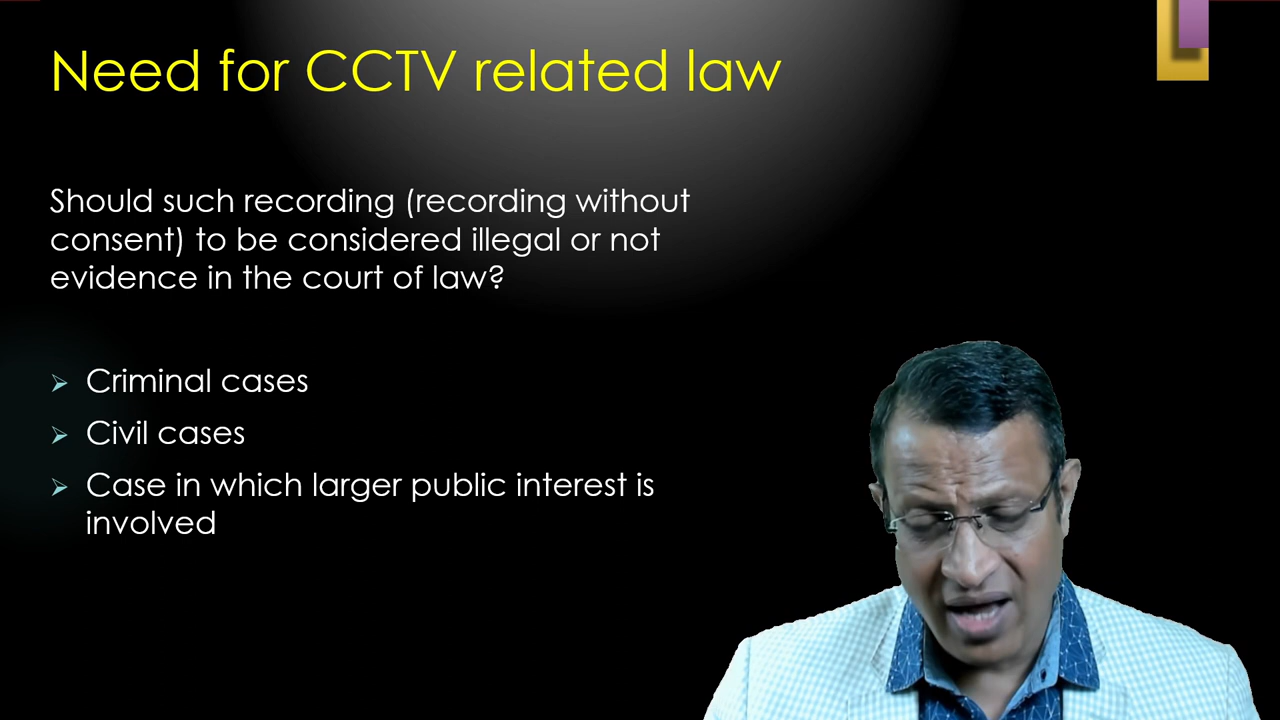 Need for CCTV related law
Should such recording (recording without
consent) to be considered illegal or not
evidence in the court of law?
➢ Criminal cases
➢ Civil cases
➢ Case in which larger public interest is
involved